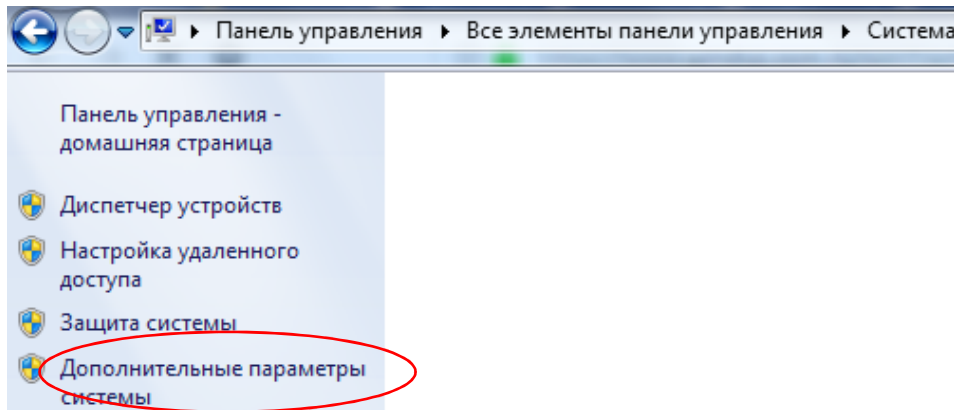 Панель управления ▸ Все элементы панели управления ▸ Система
Панель управления -
домашняя страница
Диспетчер устройств
Настройка удаленного
доступа
Защита системы
Дополнительные параметры
системы